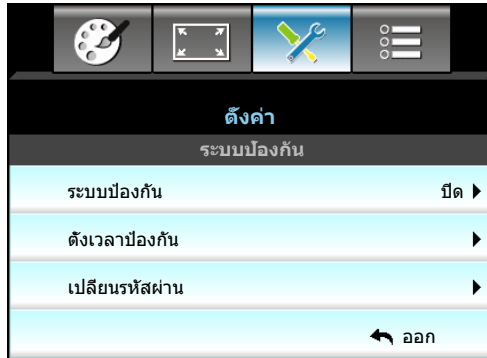 ตั้งค่า
ระบบป้องกัน
ระบบป้องกัน ปิด
ตั้งเวลาป้องกัน
เปลี่ยนรหัสผ่าน
ออก